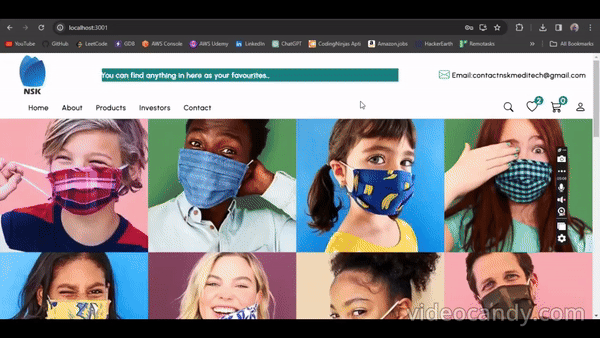 localhost:3001
YouTube GitHub LeetCode GDB AWS Console AWS Udemy LinkedIn ChatGPT CodingNinjas Apti Amazon.jobs HackerEarth Remotasks All Bookmarks
NSK
You can find anything in here as your favourites..
Email:contactnskmeditech@gmail.com
Home About Products Investors Contact
2 0
videocandy.com